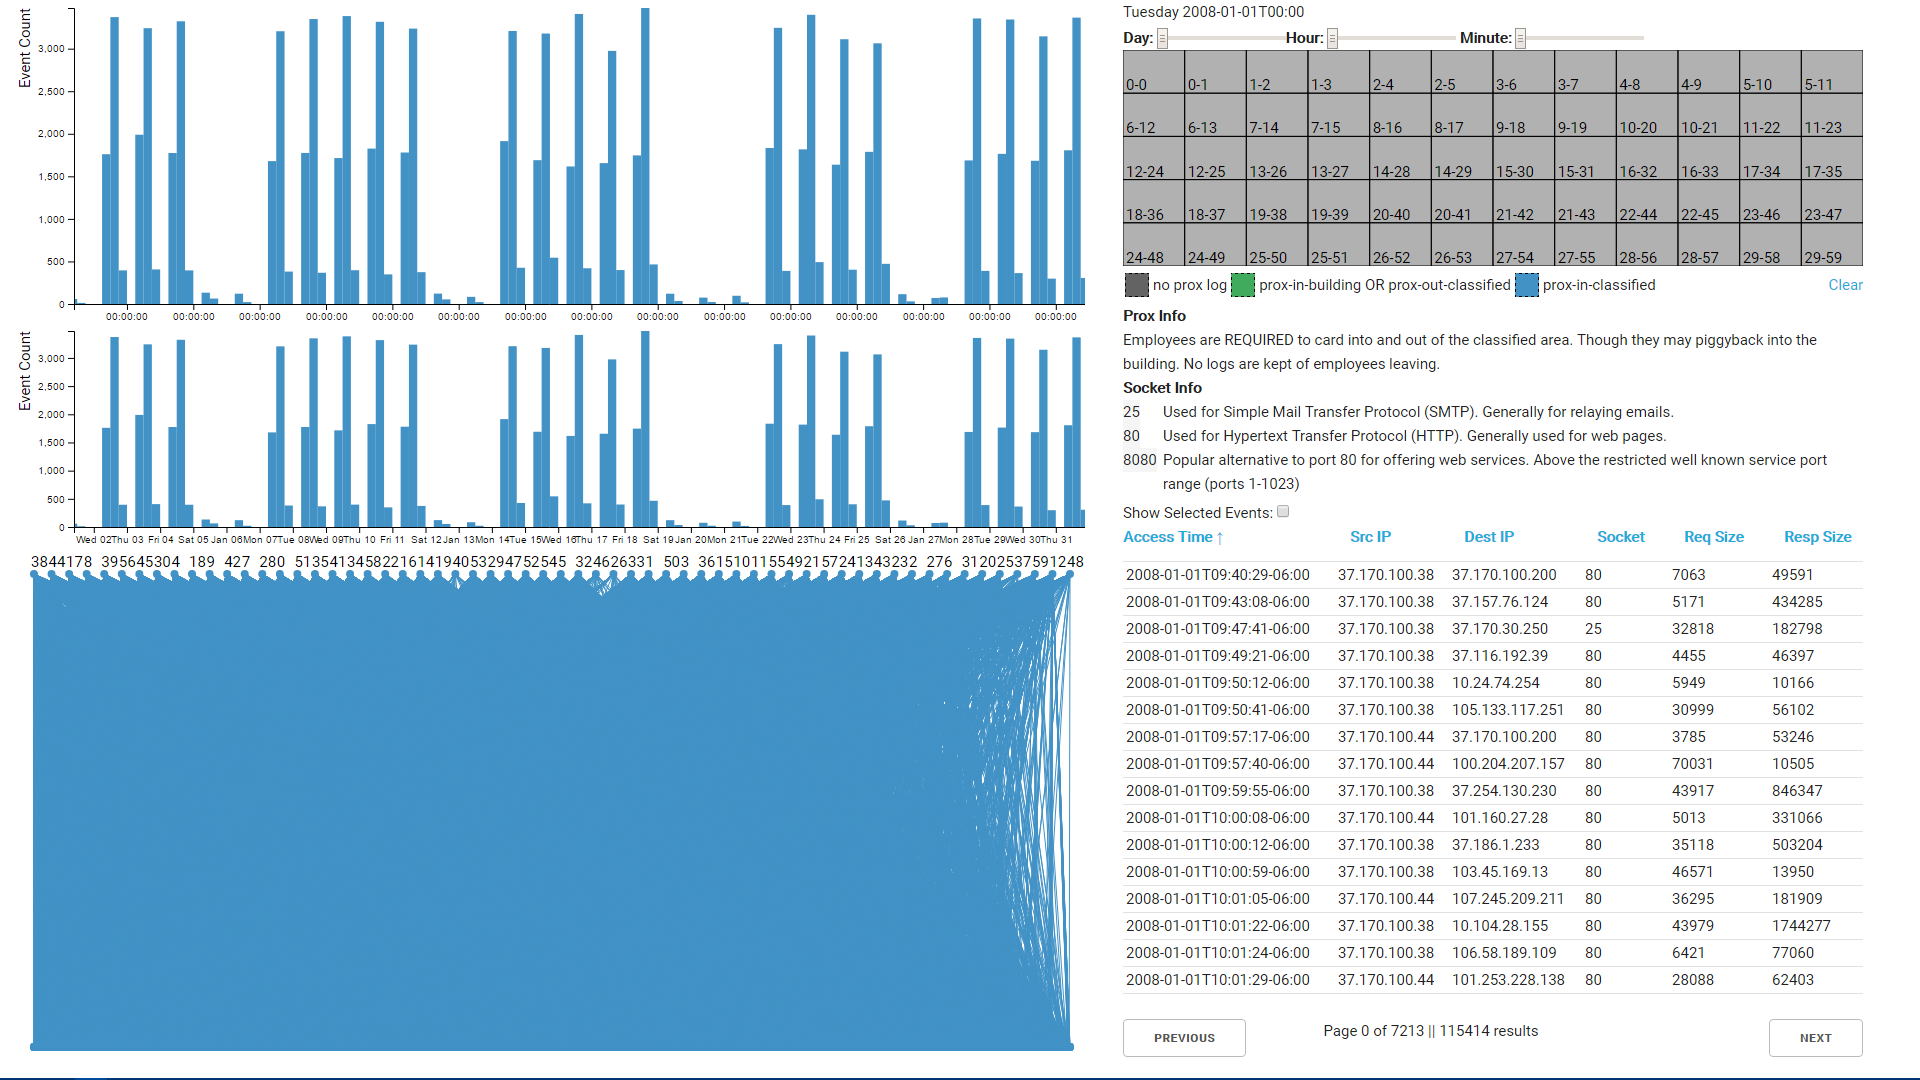 Event Count
3,000
2,500
2,000
1,500
1,000
500
0
00:00:00 00:00:00 00:00:00 00:00:00 00:00:00 00:00:00 00:00:00 00:00:00 00:00:00 00:00:00 00:00:00 00:00:00 00:00:00 00:00:00 00:00:00
Event Count
3,000
2,500
2,000
1,500
1,000
500
0
Wed 02 Thu 03 Fri 04 Sat 05 Jan 06 Mon 07 Tue 08 Wed 09 Thu 10 Fri 11 Sat 12 Jan 13 Mon 14 Tue 15 Wed 16 Thu 17 Fri 18 Sat 19 Jan 20 Mon 21 Tue 22 Wed 23 Thu 24 Fri 25 Sat 26 Jan 27 Mon 28 Tue 29 Wed 30 Thu 31
Tuesday 2008-01-01T00:00
Day: Hour: Minute:
0-0 0-1 1-2 1-3 2-4 2-5 3-6 3-7 4-8 4-9 5-10 5-11
6-12 6-13 7-14 7-15 8-16 8-17 9-18 9-19 10-20 10-21 11-22 11-23
12-24 12-25 13-26 13-27 14-28 14-29 15-30 15-31 16-32 16-33 17-34 17-35
18-36 18-37 19-38 19-39 20-40 20-41 21-42 21-43 22-44 22-45 23-46 23-47
24-48 24-49 25-50 25-51 26-52 26-53 27-54 27-55 28-56 28-57 29-58 29-59
no prox log prox-in-building OR prox-out-classified prox-in-classified Clear
Prox Info
Employees are REQUIRED to card into and out of the classified area. Though they may piggyback into the
building. No logs are kept of employees leaving.
Socket Info
25 Used for Simple Mail Transfer Protocol (SMTP). Generally for relaying emails.
80 Used for Hypertext Transfer Protocol (HTTP). Generally used for web pages.
8080 Popular alternative to port 80 for offering web services. Above the restricted well known service port
range (ports 1-1023)
Show Selected Events:
Access Time ↑ Src IP Dest IP Socket Req Size Resp Size
2008-01-01T09:40:29-06:00 37.170.100.38 37.170.100.200 80 7063 49591
2008-01-01T09:43:08-06:00 37.170.100.38 37.157.76.124 80 5171 434285
2008-01-01T09:47:41-06:00 37.170.100.38 37.170.30.250 25 32818 182798
2008-01-01T09:49:21-06:00 37.170.100.38 37.116.192.39 80 4455 46397
2008-01-01T09:50:12-06:00 37.170.100.38 10.24.74.254 80 5949 10166
2008-01-01T09:50:41-06:00 37.170.100.38 105.133.117.251 80 30999 56102
2008-01-01T09:57:17-06:00 37.170.100.44 37.170.100.200 80 3785 53246
2008-01-01T09:57:40-06:00 37.170.100.44 100.204.207.157 80 70031 10505
2008-01-01T09:59:55-06:00 37.170.100.38 37.254.130.230 80 43917 846347
2008-01-01T10:00:08-06:00 37.170.100.44 101.160.27.28 80 5013 331066
2008-01-01T10:00:12-06:00 37.170.100.38 37.186.1.233 80 35118 503204
2008-01-01T10:00:59-06:00 37.170.100.38 103.45.169.13 80 46571 13950
2008-01-01T10:01:05-06:00 37.170.100.44 107.245.209.211 80 36295 181909
2008-01-01T10:01:22-06:00 37.170.100.38 10.104.28.155 80 43979 1744277
2008-01-01T10:01:24-06:00 37.170.100.38 106.58.189.109 80 6421 77060
2008-01-01T10:01:29-06:00 37.170.100.44 101.253.228.138 80 28088 62403
PREVIOUS Page 0 of 7213 || 115414 results NEXT